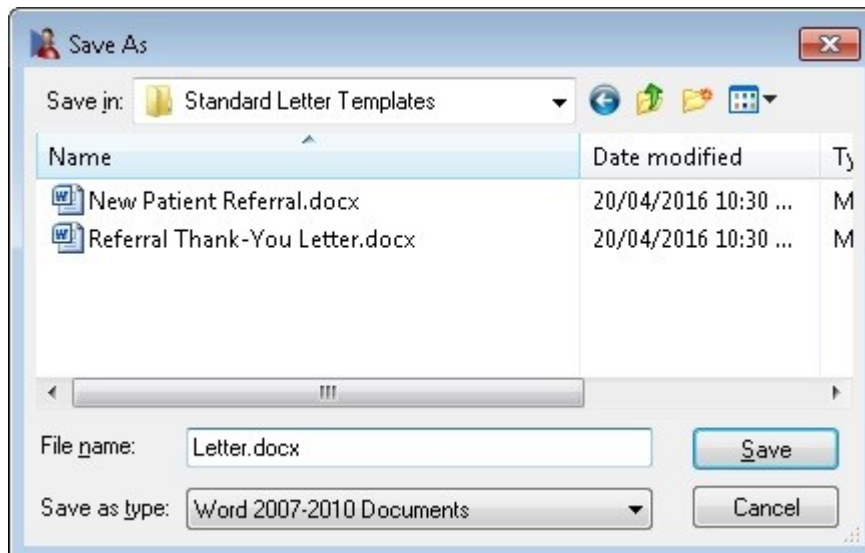 Save As
Save in: Standard Letter Templates
Name Date modified Ty
New Patient Referral.docx 20/04/2016 10:30 ... M
Referral Thank-You Letter.docx 20/04/2016 10:30 ... M
File name: Letter.docx Save
Save as type: Word 2007-2010 Documents Cancel